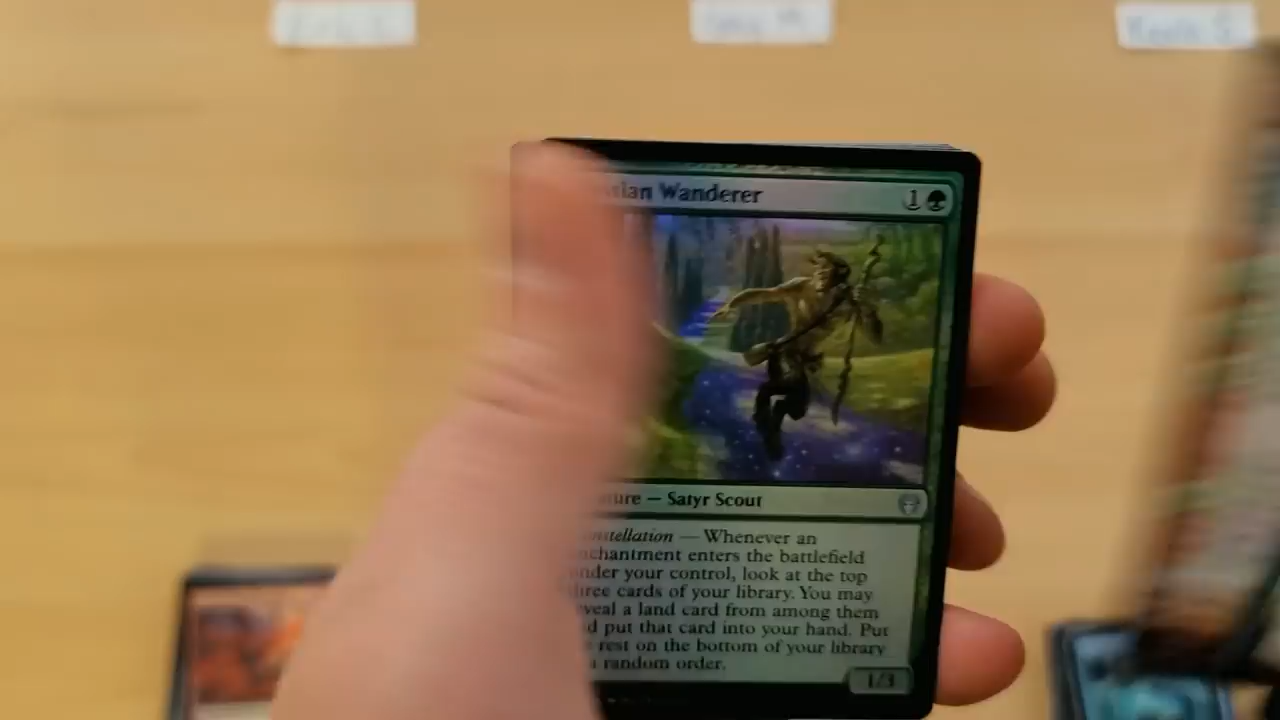 Wanderer 1
ture — Satyr Scout
nstellation — Whenever an
nchantment enters the battlefield
nder your control, look at the top
hree cards of your library. You may
veal a land card from among them
d put that card into your hand. Put
rest on the bottom of your library
a random order.
1/3